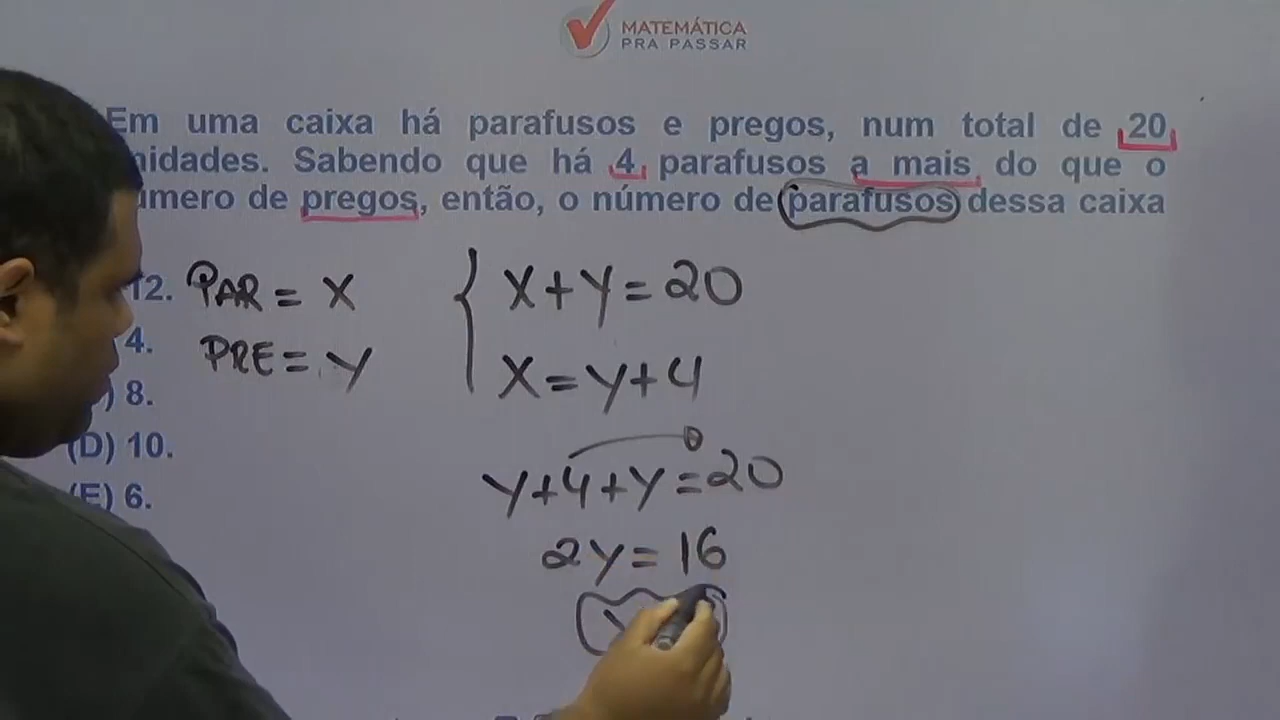 MATEMÁTICA
PRA PASSAR
Em uma caixa há parafusos e pregos, num total de 20
nidades. Sabendo que há 4 parafusos a mais do que o
úmero de pregos, então, o número de parafusos dessa caixa
12.
4.
) 8.
(D) 10.
(E) 6.
PAR = X
PRE = Y
X+Y=20
X=Y+4
Y+4+Y=20
2Y=16